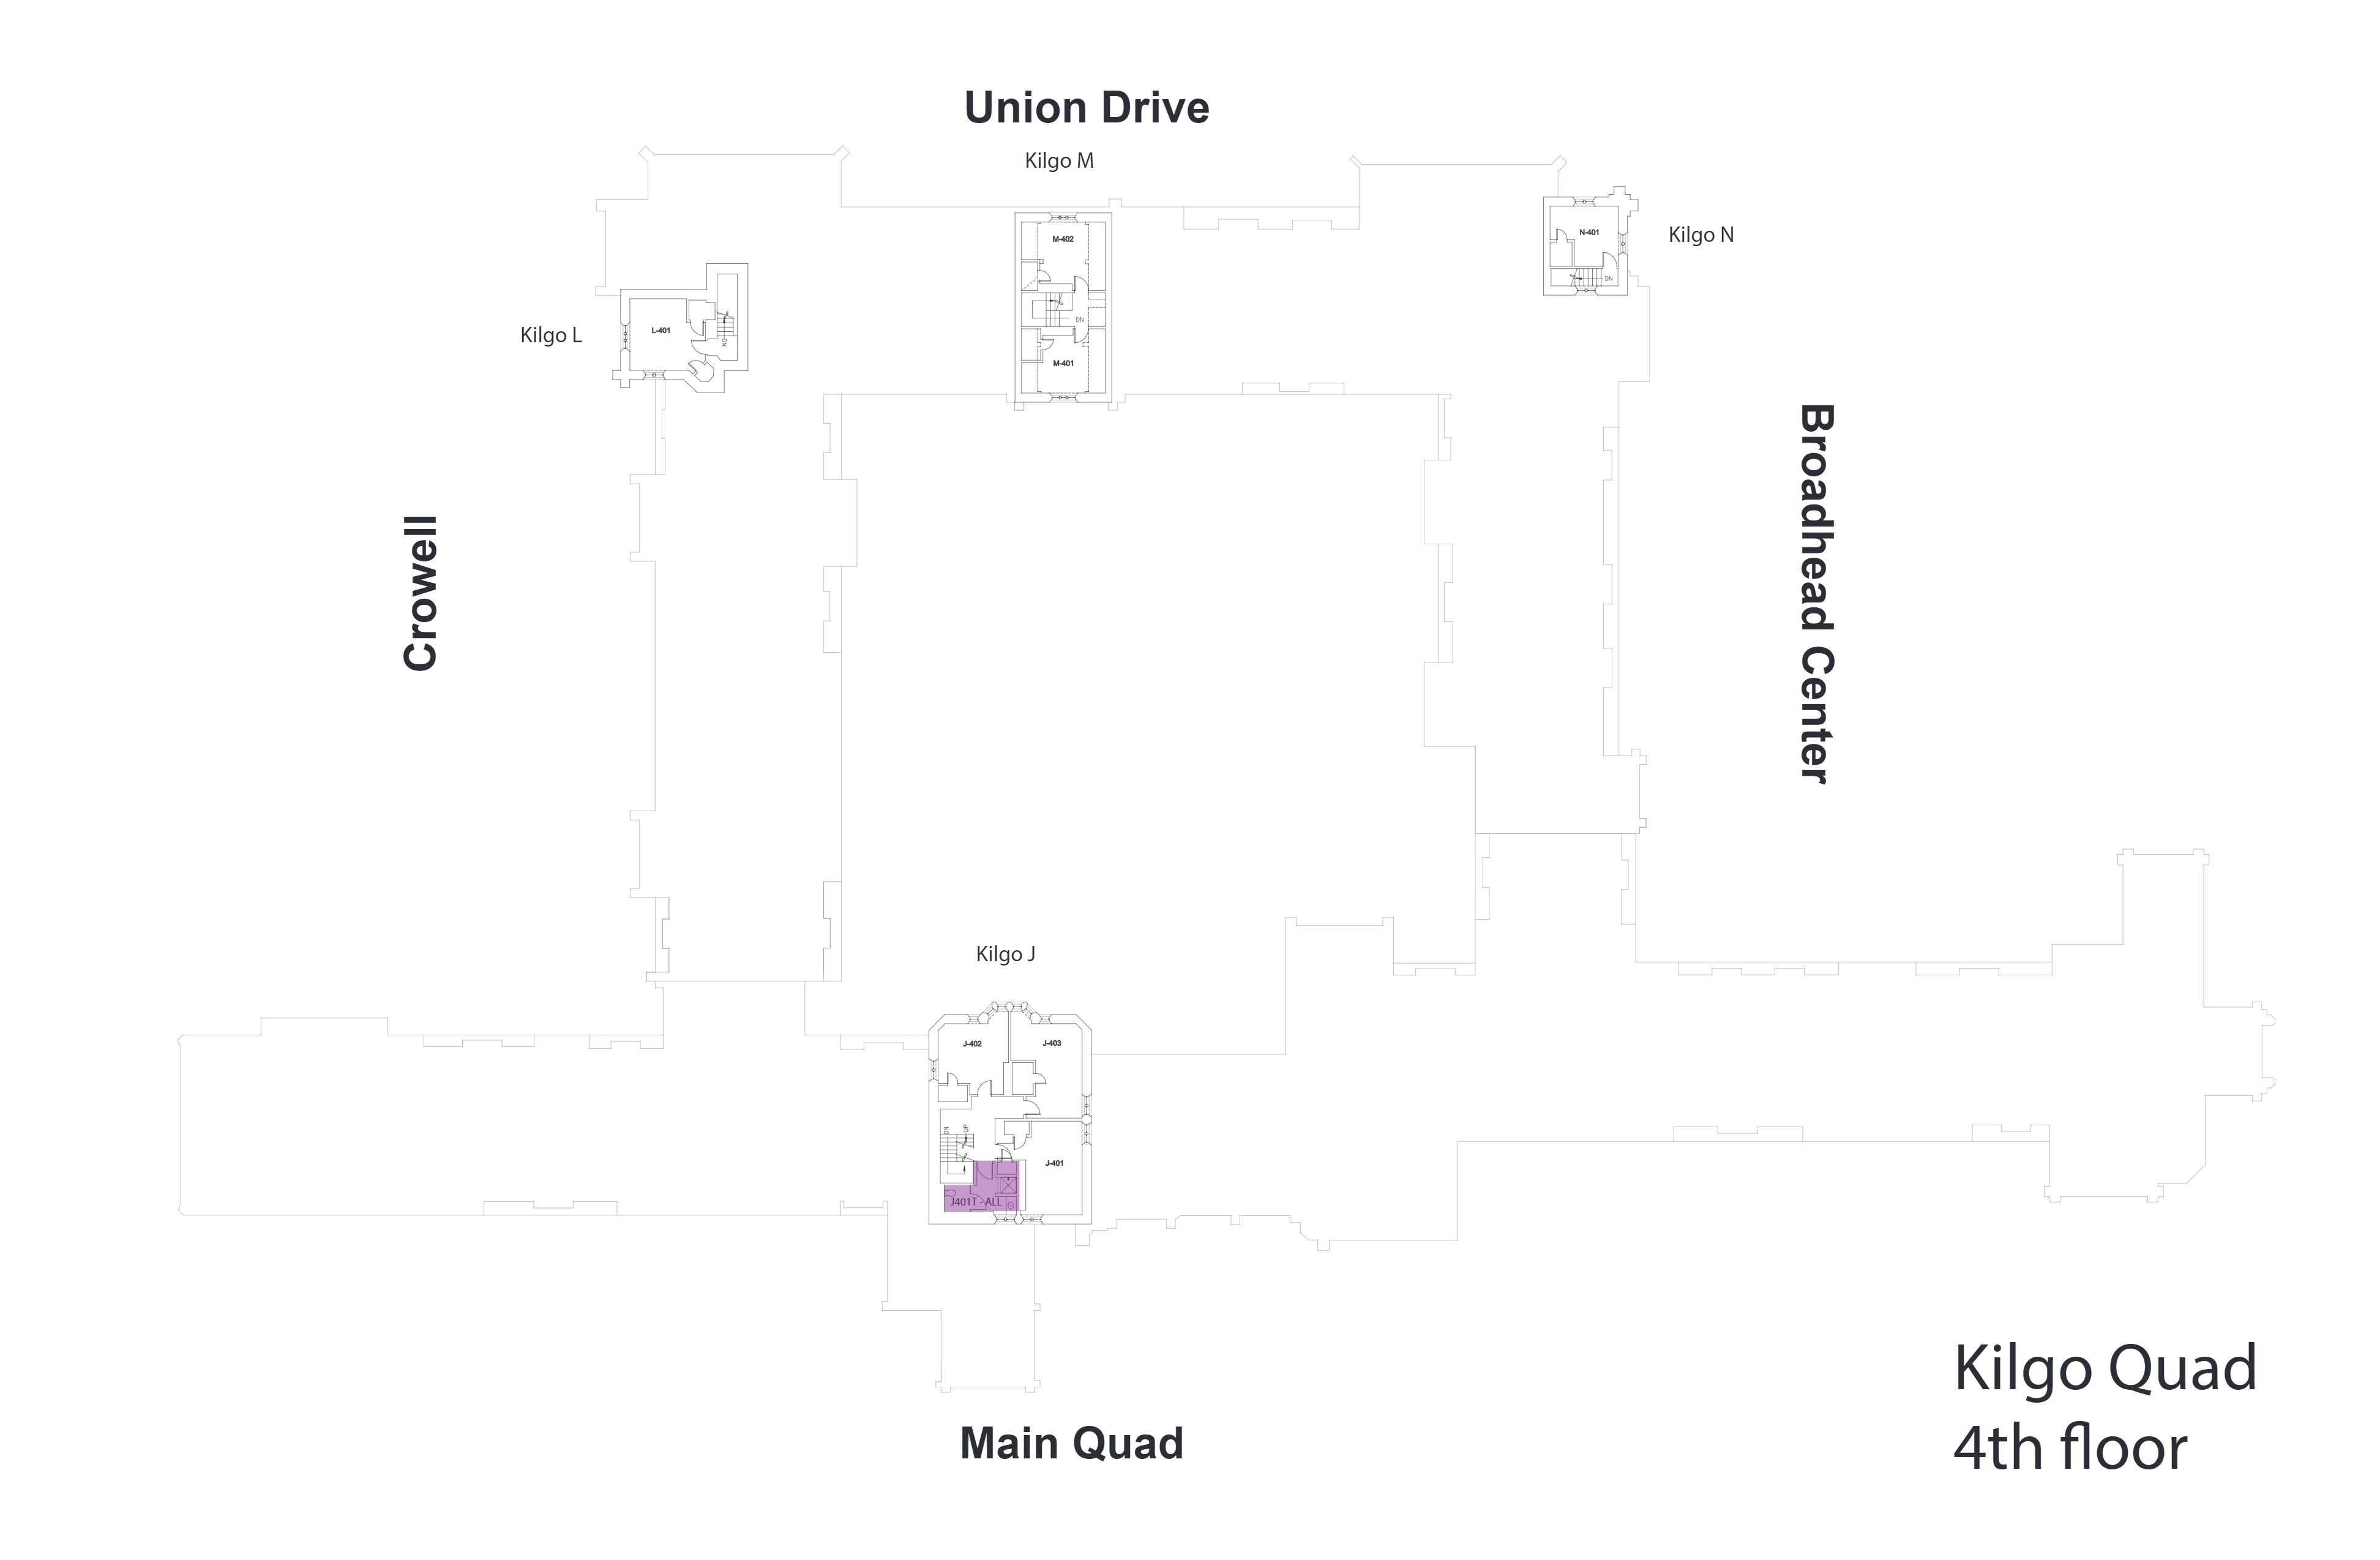 Union Drive
Kilgo M
M-402
N-401
Kilgo N
DN
DN
Kilgo L
L-401
DN
M-401
Crowell
Broadhead Center
Kilgo J
J-402
J-403
DN
UP
J-401
J401T - ALL
Main Quad
Kilgo Quad
4th floor